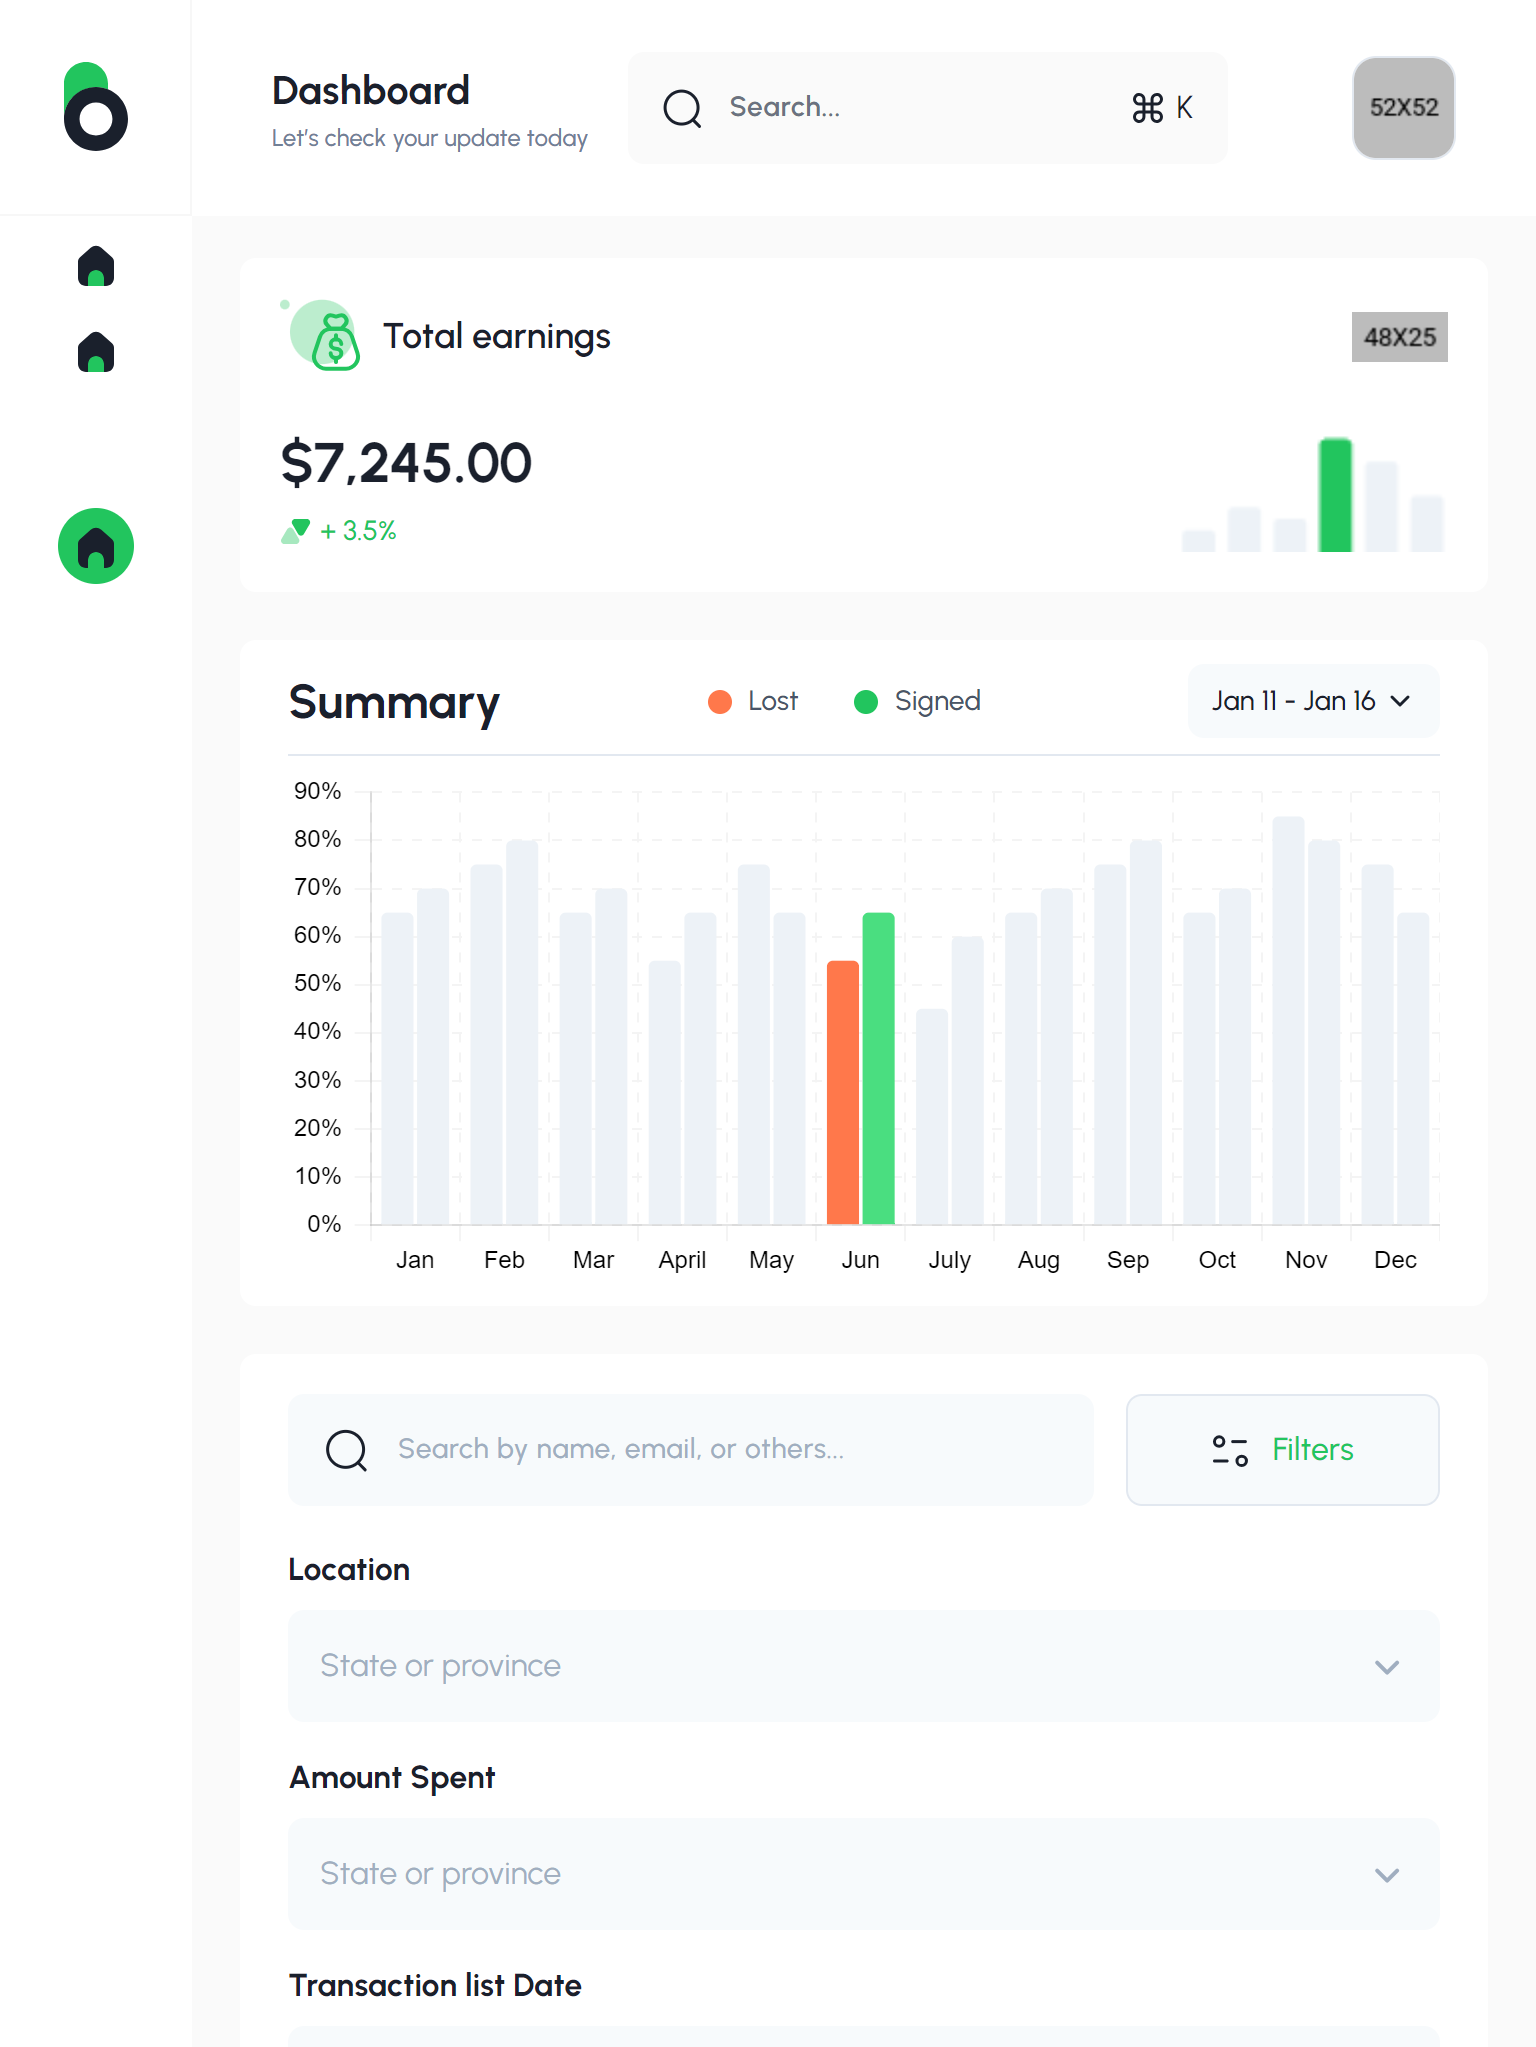 Dashboard
Let's check your update today
Search...
⌘ K
52X52
Total earnings
48X25
$7,245.00
+ 3.5%
Summary
Lost
Signed
Jan 11 - Jan 16
90%
80%
70%
60%
50%
40%
30%
20%
10%
0%
Jan Feb Mar April May Jun July Aug Sep Oct Nov Dec
Search by name, email, or others...
Filters
Location
State or province
Amount Spent
State or province
Transaction list Date